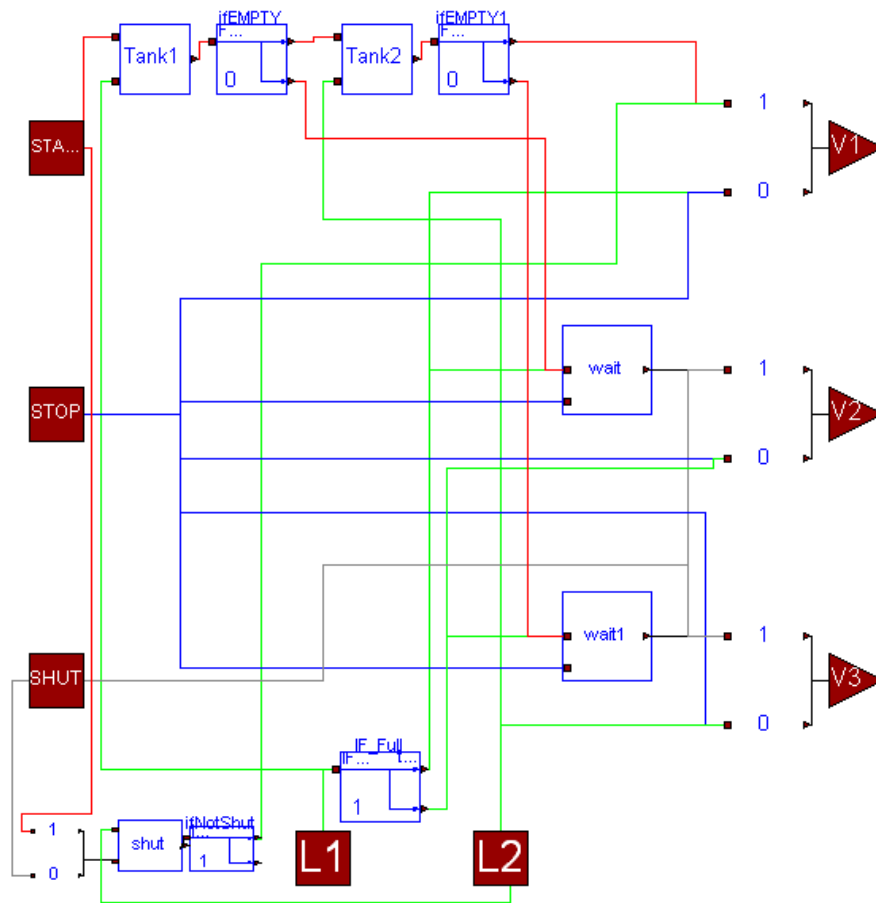 ifEMPTY
F...
0
Tank1
ifEMPTY1
F...
0
Tank2
STA...
1
0
V1
wait
STOP
1
0
V2
wait1
SHUT
1
0
V3
IF_Full
IF... t...
1
1
0
shut
ifNotShut
I...
1
L1
L2